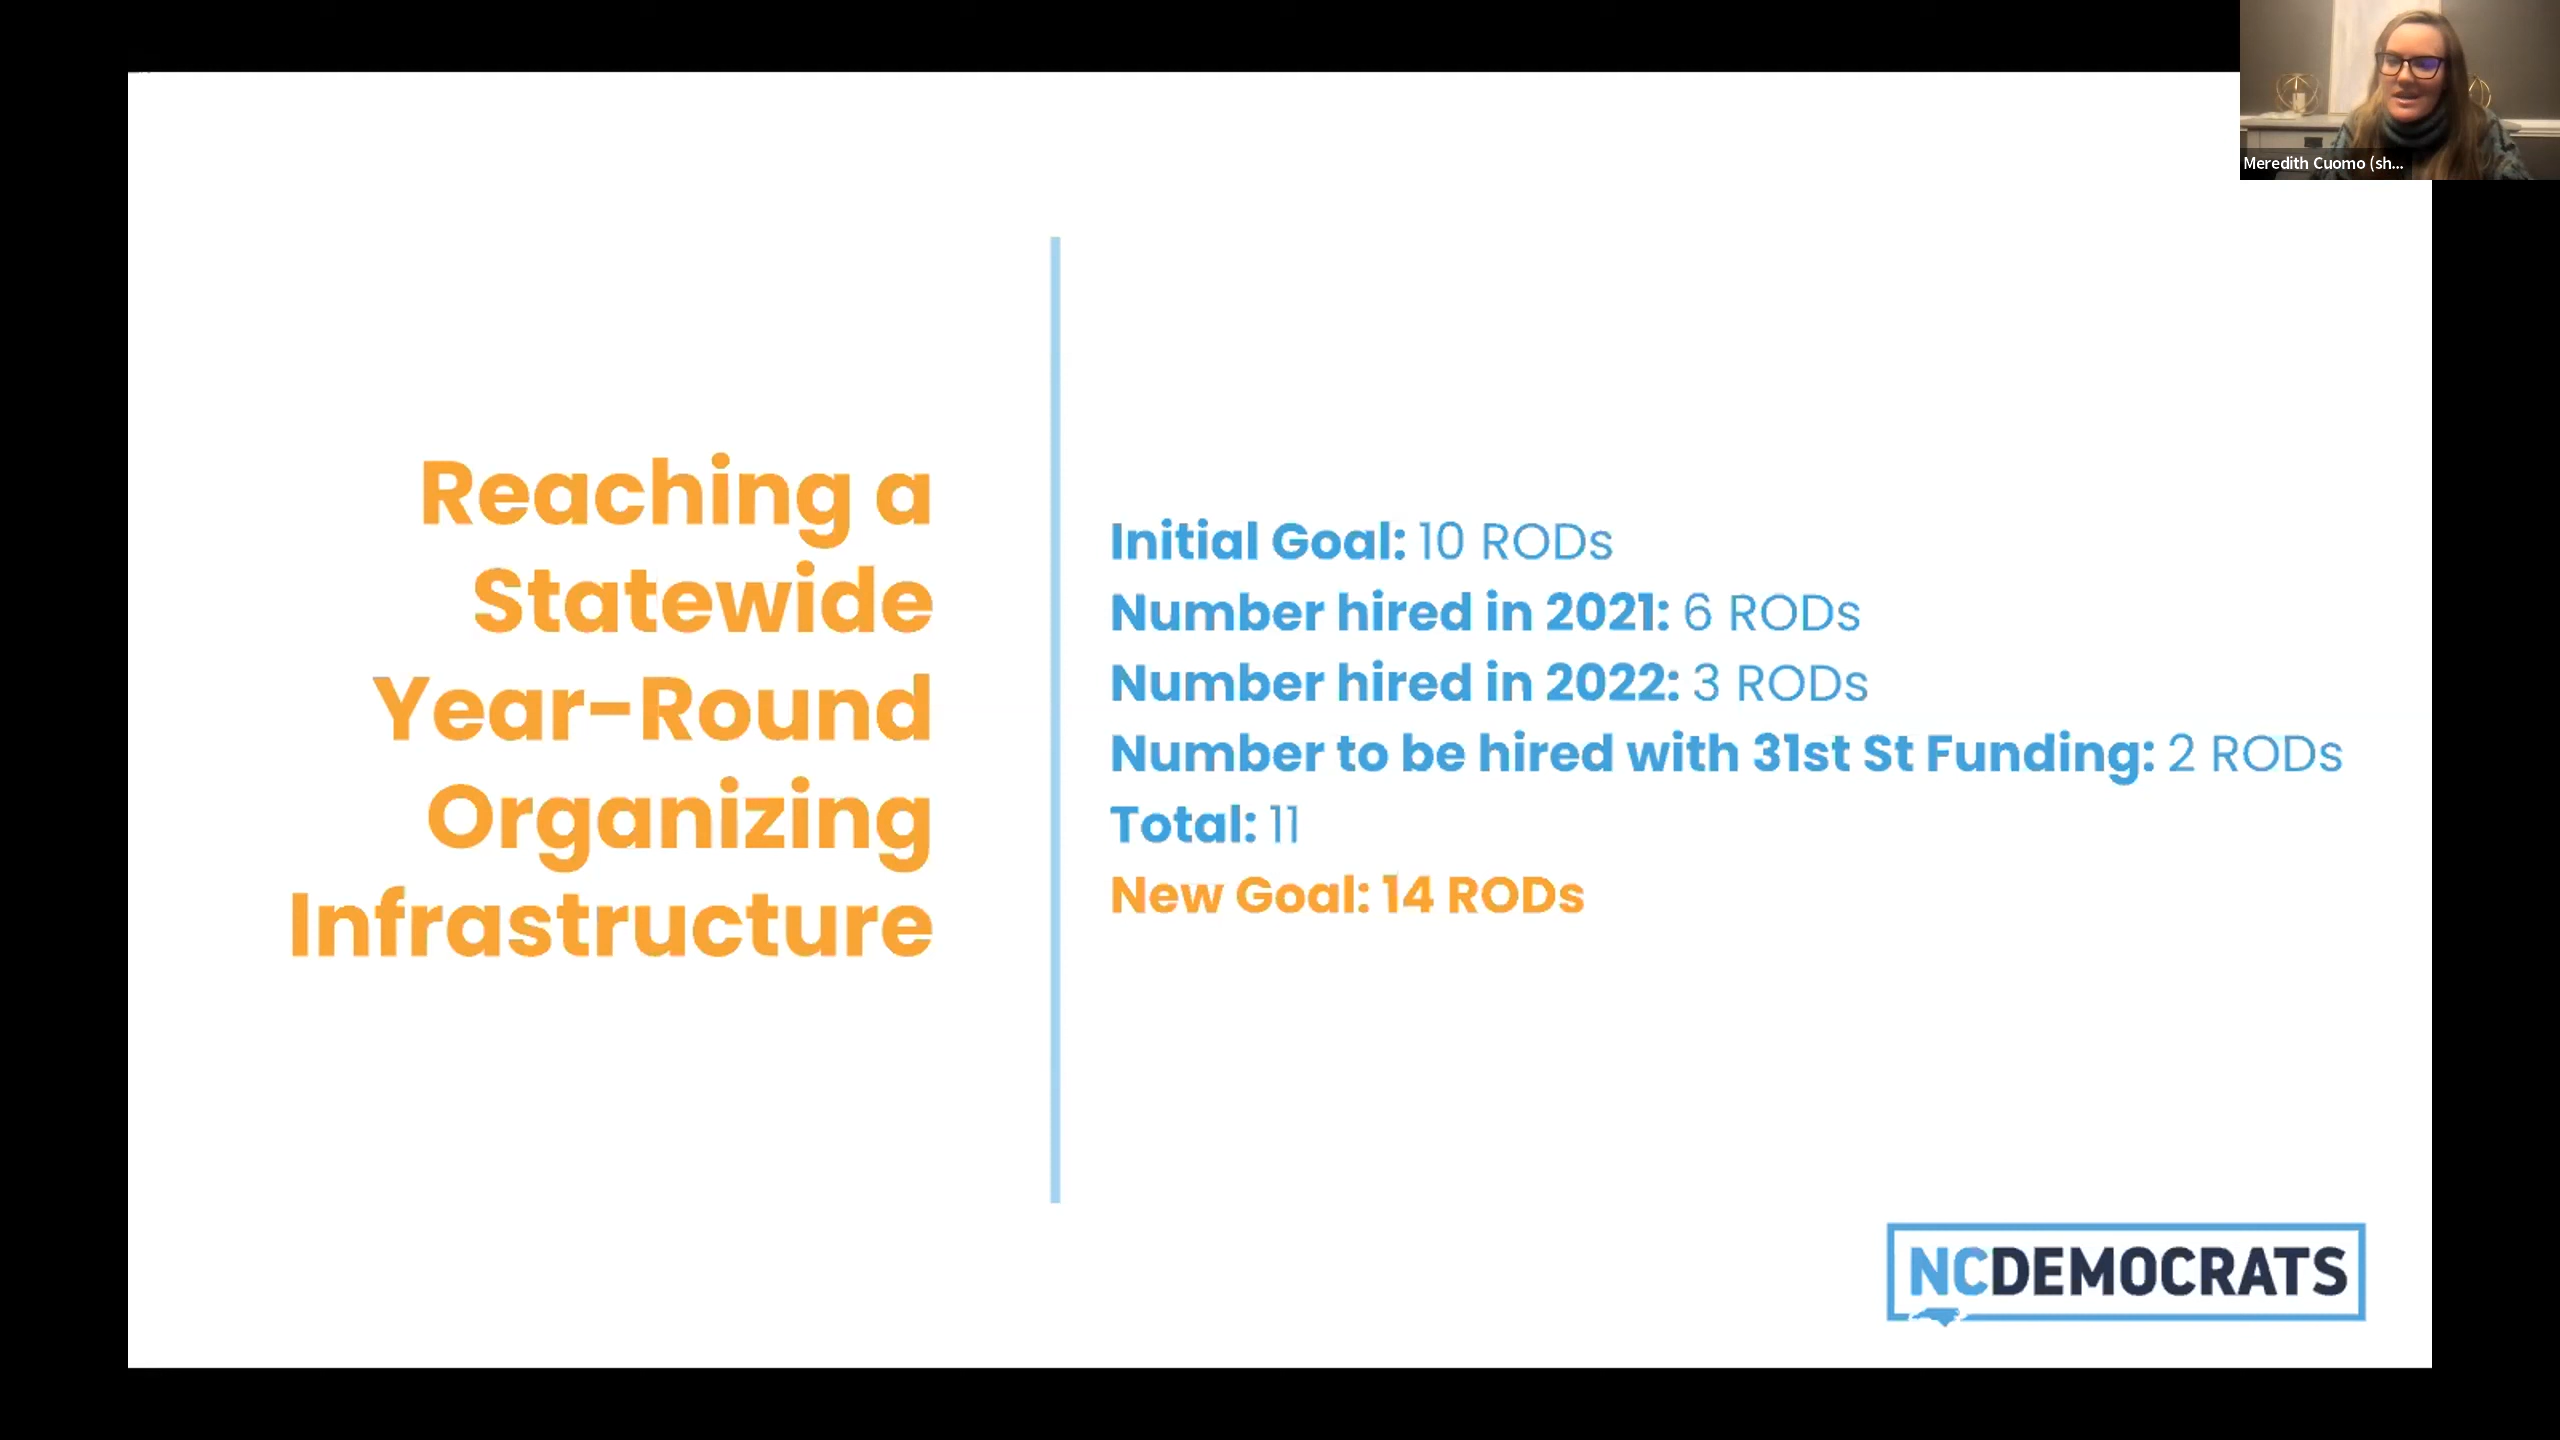 Meredith Cuomo (sh...
Reaching a
Statewide
Year-Round
Organizing
Infrastructure
Initial Goal: 10 RODs
Number hired in 2021: 6 RODs
Number hired in 2022: 3 RODs
Number to be hired with 31st St Funding: 2 RODs
Total: 11
New Goal: 14 RODs
NCDEMOCRATS